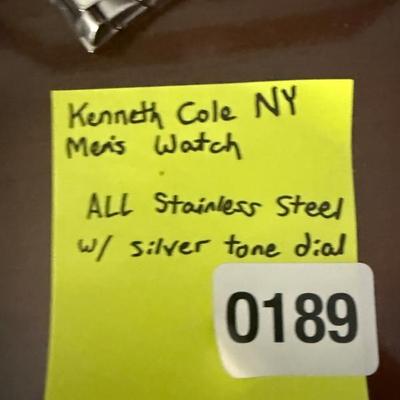 Kenneth Cole NY
Men's Watch
ALL Stainless Steel
w/ silver tone dial
0189